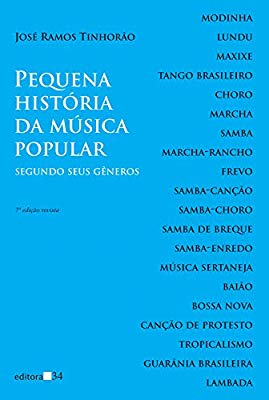 José Ramos Tinhorão
Pequena
história
da música
popular
segundo seus gêneros
7ª edição revista
editora 34
Modinha
Lundu
Maxixe
Tango brasileiro
Choro
Marcha
Samba
Marcha-rancho
Frevo
Samba-canção
Samba-choro
Samba de breque
Samba-enredo
Música sertaneja
Baião
Bossa nova
Canção de protesto
Tropicalismo
Guarânia brasileira
Lambada